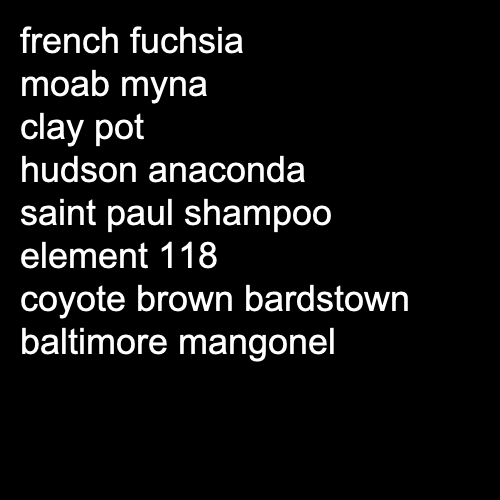 french fuchsia
moab myna
clay pot
hudson anaconda
saint paul shampoo
element 118
coyote brown bardstown
baltimore mangonel